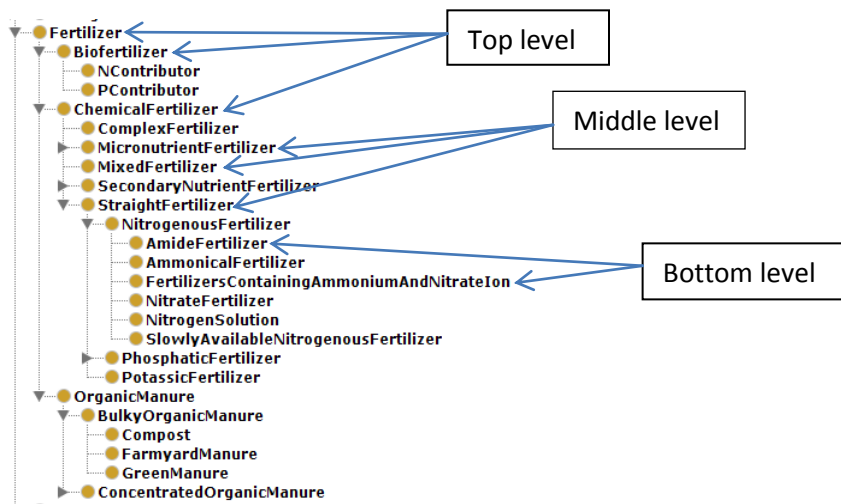 Fertilizer
Biofertilizer
NContributor
PContributor
ChemicalFertilizer
ComplexFertilizer
MicronutrientFertilizer
MixedFertilizer
SecondaryNutrientFertilizer
StraightFertilizer
NitrogenousFertilizer
AmideFertilizer
AmmonicalFertilizer
FertilizersContainingAmmoniumAndNitrateIon
NitrateFertilizer
NitrogenSolution
SlowlyAvailableNitrogenousFertilizer
PhosphaticFertilizer
PotassicFertilizer
OrganicManure
BulkyOrganicManure
Compost
FarmyardManure
GreenManure
ConcentratedOrganicManure
Top level
Middle level
Bottom level